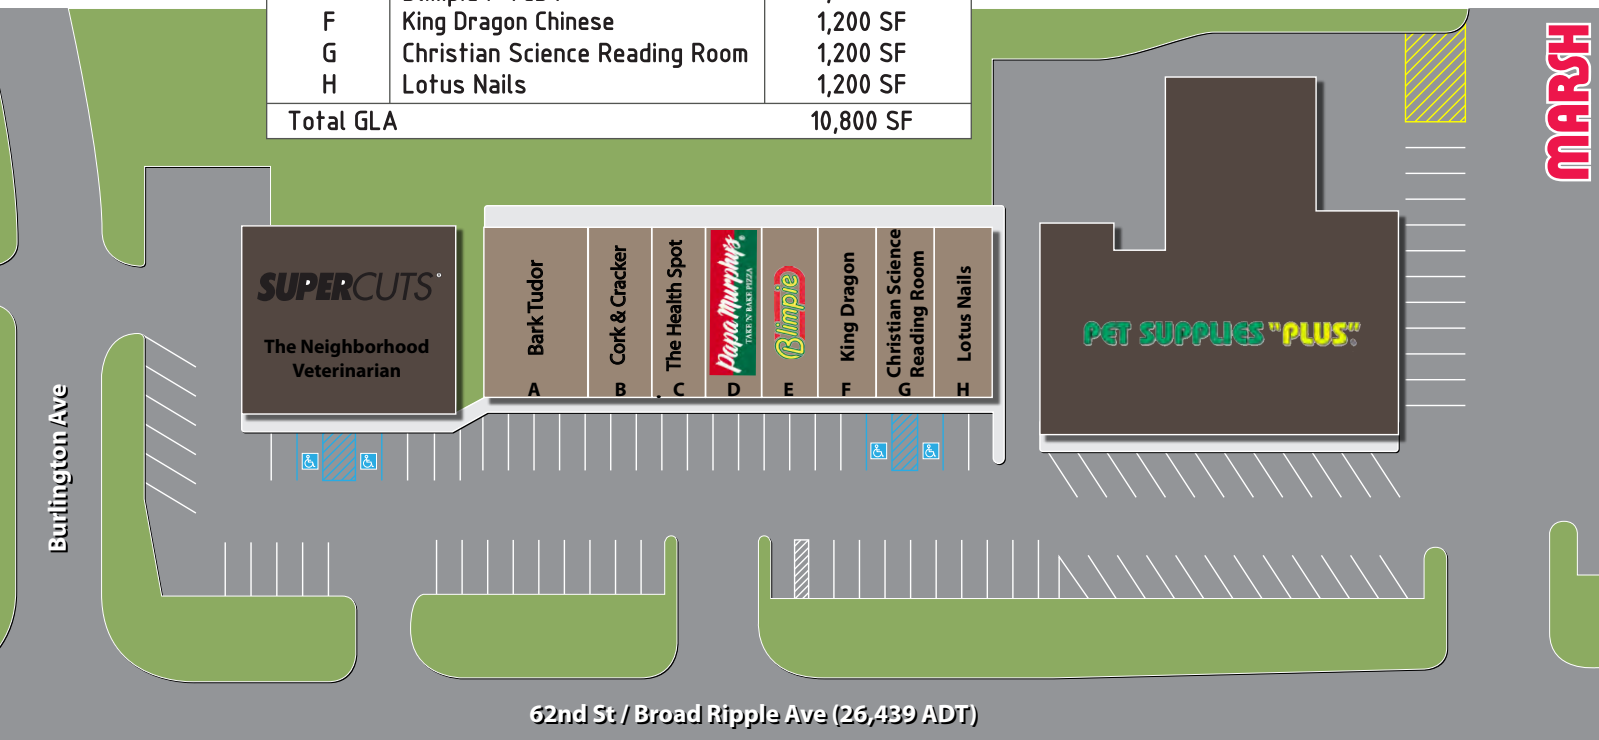 F King Dragon Chinese 1,200 SF
G Christian Science Reading Room 1,200 SF
H Lotus Nails 1,200 SF
Total GLA 10,800 SF
MARSH
SUPERCUTS
The Neighborhood
Veterinarian
Bark Tudor
A
Cork & Cracker
B
The Health Spot
. C
Papa Murphy's®
TAKE 'N' BAKE PIZZA
D
Blimpie
E
King Dragon
F
Christian Science
Reading Room
G
Lotus Nails
H
PET SUPPLIES "PLUS"
Burlington Ave
62nd St / Broad Ripple Ave (26,439 ADT)